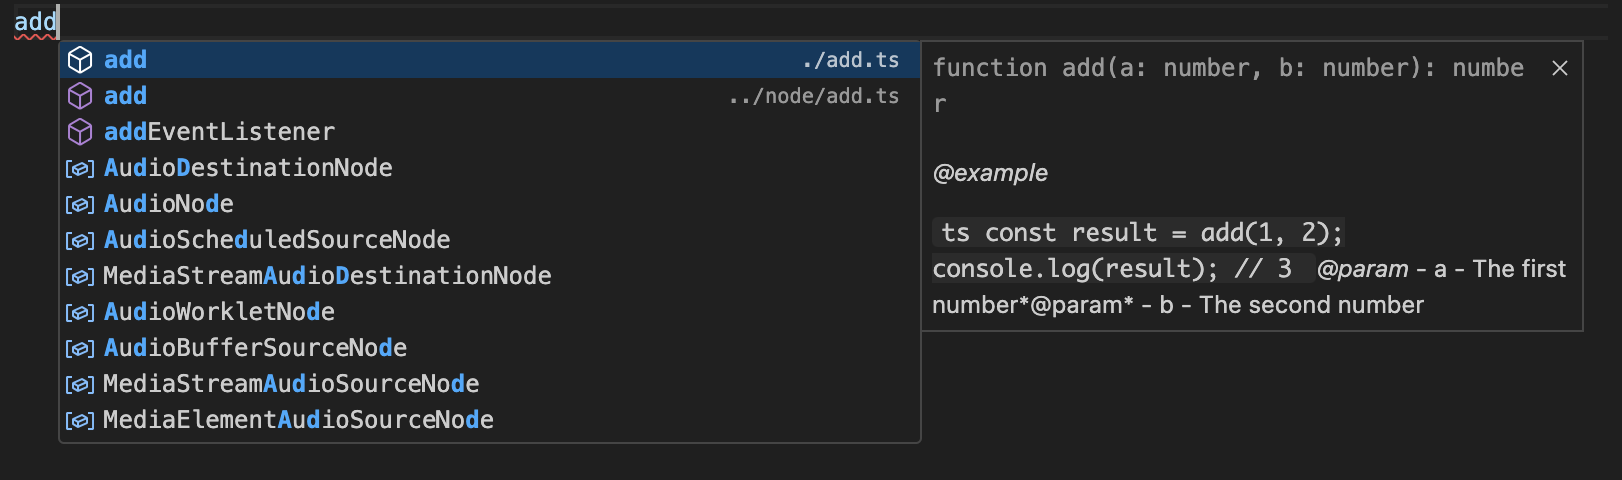 add
add ./add.ts
add ../node/add.ts
addEventListener
AudioDestinationNode
AudioNode
AudioScheduledSourceNode
MediaStreamAudioDestinationNode
AudioWorkletNode
AudioBufferSourceNode
MediaStreamAudioSourceNode
MediaElementAudioSourceNode
function add(a: number, b: number): numbe
r
@example
ts const result = add(1, 2);
console.log(result); // 3 @param - a - The first
number*@param* - b - The second number